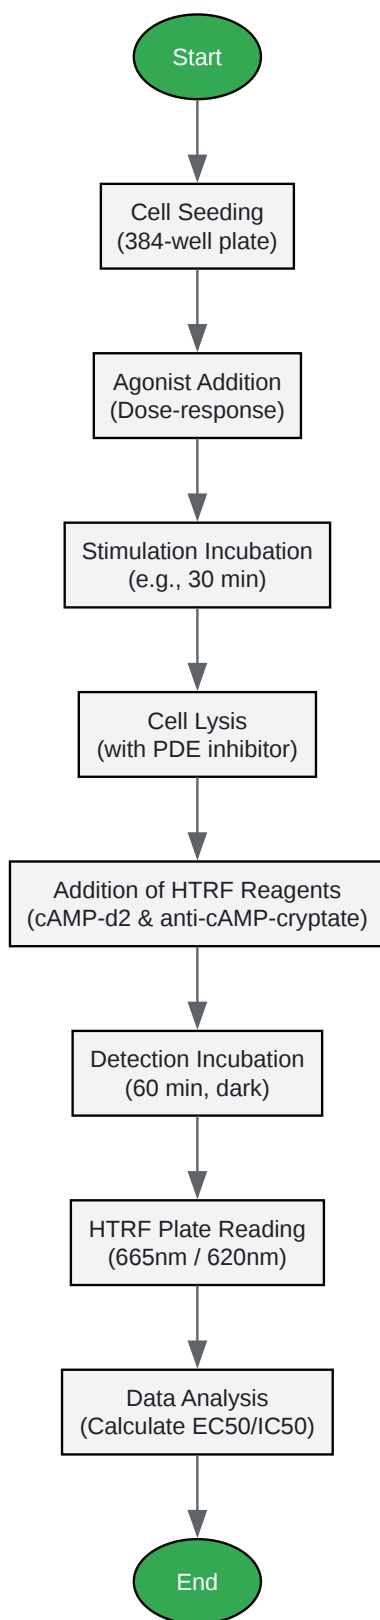 Start
Cell Seeding
(384-well plate)
Agonist Addition
(Dose-response)
Stimulation Incubation
(e.g., 30 min)
Cell Lysis
(with PDE inhibitor)
Addition of HTRF Reagents
(cAMP-d2 & anti-cAMP-cryptate)
Detection Incubation
(60 min, dark)
HTRF Plate Reading
(665nm / 620nm)
Data Analysis
(Calculate EC50/IC50)
End